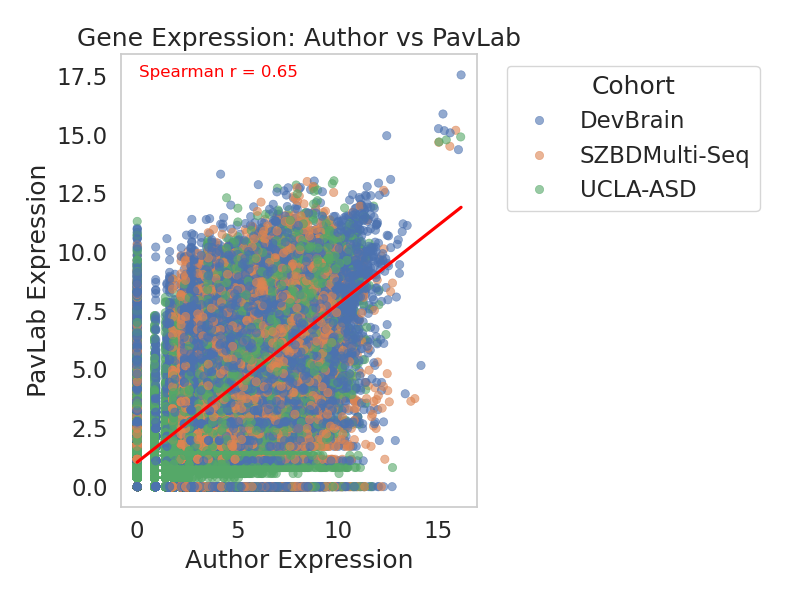 Gene Expression: Author vs PavLab
Spearman r = 0.65
17.5
15.0
12.5
10.0
7.5
5.0
2.5
0.0
PavLab Expression
0 5 10 15
Author Expression
Cohort
DevBrain
SZBDMulti-Seq
UCLA-ASD